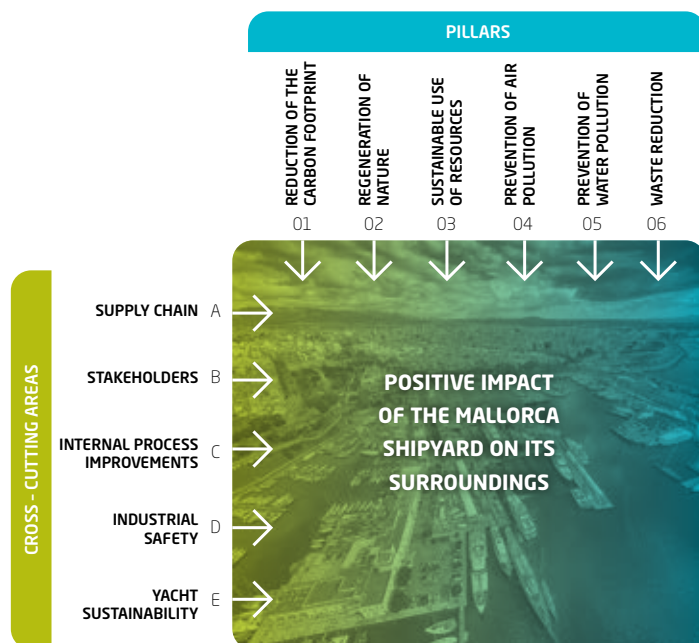 PILLARS
REDUCTION OF THE
CARBON FOOTPRINT
01
REGENERATION OF
NATURE
02
SUSTAINABLE USE
OF RESOURCES
03
PREVENTION OF AIR
POLLUTION
04
PREVENTION OF
WATER POLLUTION
05
WASTE REDUCTION
06
CROSS - CUTTING AREAS
SUPPLY CHAIN A
STAKEHOLDERS B
INTERNAL PROCESS
IMPROVEMENTS C
INDUSTRIAL
SAFETY D
YACHT
SUSTAINABILITY E
POSITIVE IMPACT
OF THE MALLORCA
SHIPYARD ON ITS
SURROUNDINGS